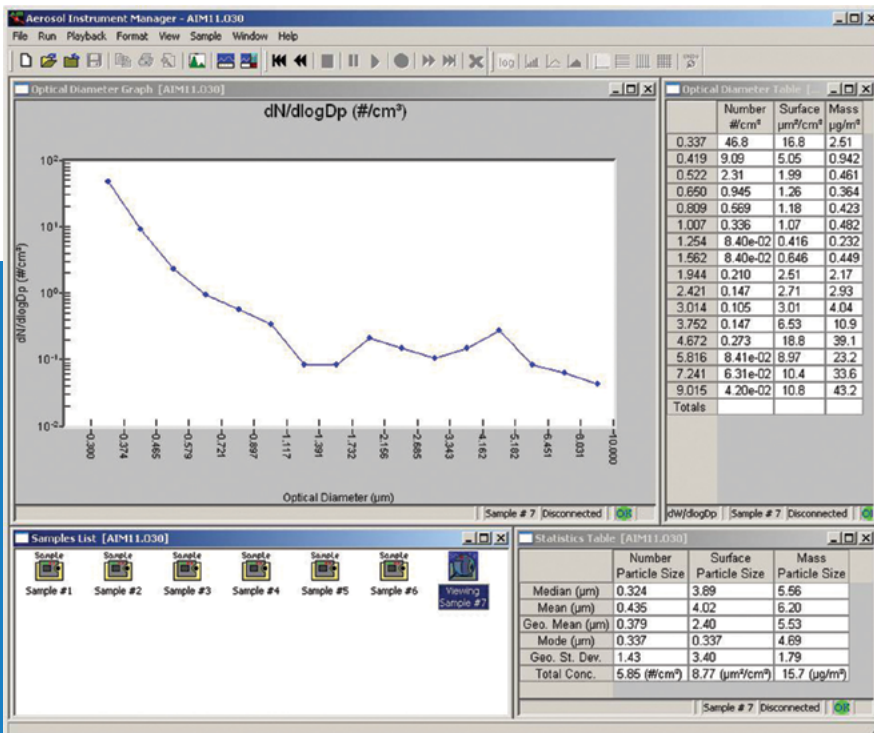 Aerosol Instrument Manager - AIM11.030
File Run Playback Format View Sample Window Help
log
Optical Diameter Graph [AIM11.030]
dN/dlogDp (#/cm³)
dN/dlogDp (#/cm³)
10²
10¹
10⁰
10⁻¹
10⁻²
0.300
0.374
0.465
0.579
0.721
0.897
1.117
1.391
1.732
2.156
2.685
3.343
4.162
5.182
6.451
8.031
10.000
Optical Diameter (µm)
Sample # 7 Disconnected OK
Optical Diameter Table [...
Number Surface Mass
#/cm³ µm²/cm³ µg/m³
0.337 46.8 16.8 2.51
0.419 9.09 5.05 0.942
0.522 2.31 1.99 0.461
0.650 0.945 1.26 0.364
0.809 0.569 1.18 0.423
1.007 0.336 1.07 0.482
1.254 8.40e-02 0.416 0.232
1.562 8.40e-02 0.646 0.449
1.944 0.210 2.51 2.17
2.421 0.147 2.71 2.93
3.014 0.105 3.01 4.04
3.752 0.147 6.53 10.9
4.672 0.273 18.8 39.1
5.816 8.41e-02 8.97 23.2
7.241 6.31e-02 10.4 33.6
9.015 4.20e-02 10.8 43.2
Totals
dW/dlogDp Sample # 7 Disconnected OK
Samples List [AIM11.030]
Sample Sample Sample Sample Sample Sample
Sample #1 Sample #2 Sample #3 Sample #4 Sample #5 Sample #6 Viewing
Sample #7
Statistics Table [AIM11.030]
Number Surface Mass
Particle Size Particle Size Particle Size
Median (µm) 0.324 3.89 5.56
Mean (µm) 0.435 4.02 6.20
Geo. Mean (µm) 0.379 2.40 5.53
Mode (µm) 0.337 0.337 4.69
Geo. St. Dev. 1.43 3.40 1.79
Total Conc. 5.85 (#/cm³) 8.77 (µm²/cm³) 15.7 (µg/m³)
Sample # 7 Disconnected OK